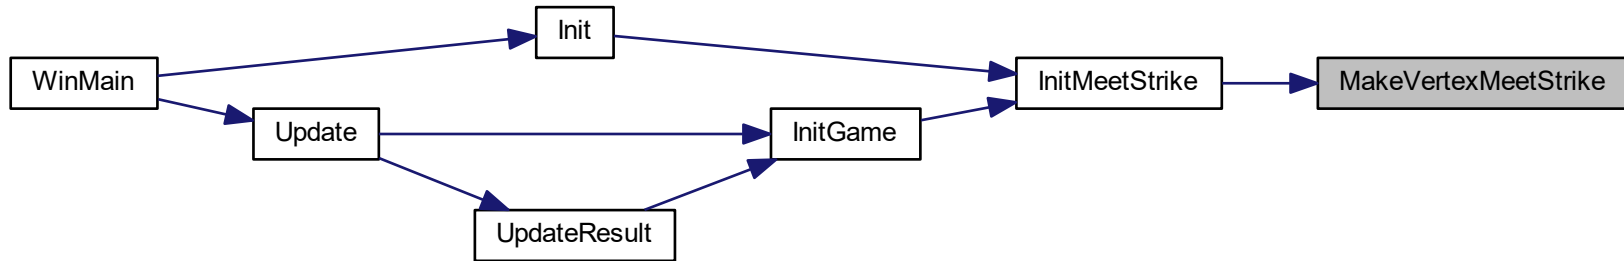 Init
WinMain
InitMeetStrike
MakeVertexMeetStrike
Update
InitGame
UpdateResult